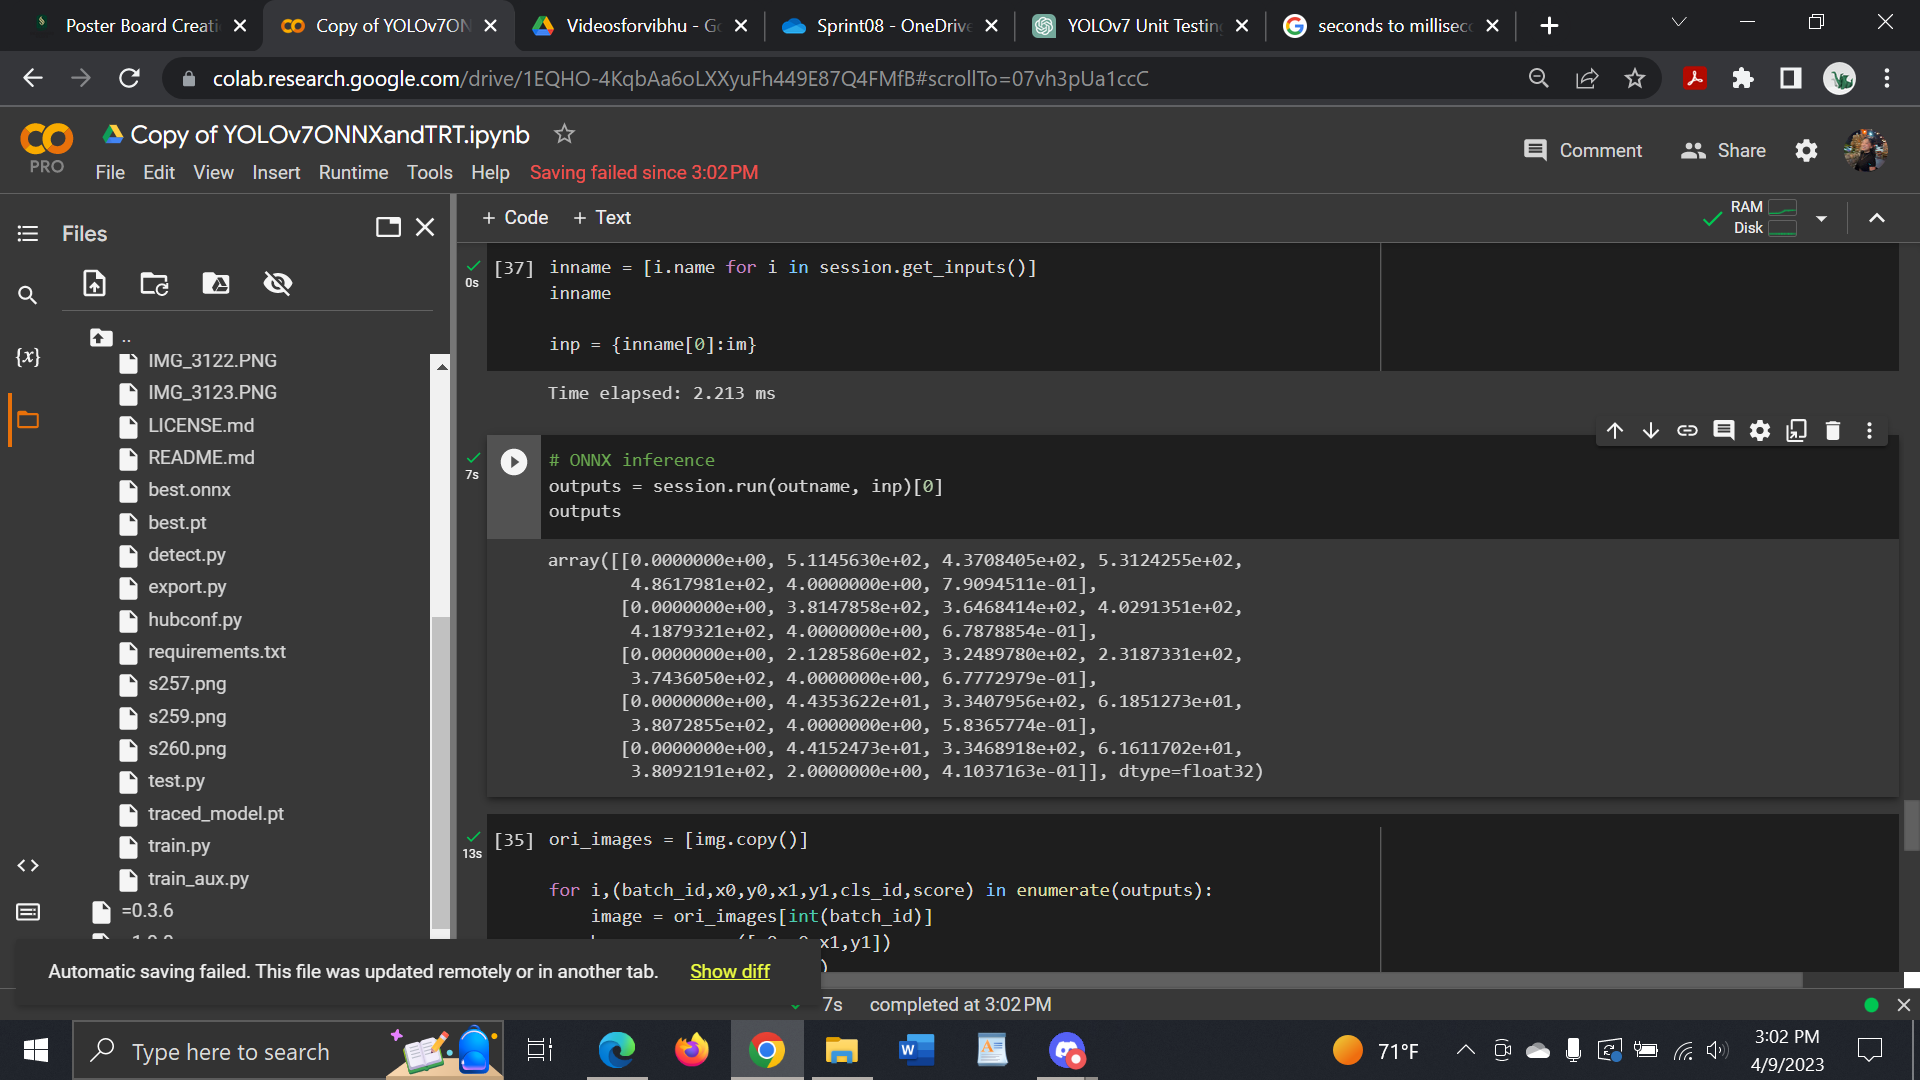 Poster Board Creati
Copy of YOLOv7ON
Videosforvibhu - Go
Sprint08 - OneDrive
YOLOv7 Unit Testing
seconds to millisec
colab.research.google.com/drive/1EQHO-4KqbAa6oLXXyuFh449E87Q4FMfB#scrollTo=07vh3pUa1ccC
PRO
Copy of YOLOv7ONNXandTRT.ipynb
File Edit View Insert Runtime Tools Help Saving failed since 3:02 PM
Comment
Share
Files
{x}
..
IMG_3122.PNG
IMG_3123.PNG
LICENSE.md
README.md
best.onnx
best.pt
detect.py
export.py
hubconf.py
requirements.txt
s257.png
s259.png
s260.png
test.py
traced_model.pt
train.py
train_aux.py
=0.3.6
+ Code + Text
RAM
Disk
0s
[37] inname = [i.name for i in session.get_inputs()]
inname
inp = {inname[0]:im}
Time elapsed: 2.213 ms
7s
# ONNX inference
outputs = session.run(outname, inp)[0]
outputs
array([[0.0000000e+00, 5.1145630e+02, 4.3708405e+02, 5.3124255e+02,
4.8617981e+02, 4.0000000e+00, 7.9094511e-01],
[0.0000000e+00, 3.8147858e+02, 3.6468414e+02, 4.0291351e+02,
4.1879321e+02, 4.0000000e+00, 6.7878854e-01],
[0.0000000e+00, 2.1285860e+02, 3.2489780e+02, 2.3187331e+02,
3.7436050e+02, 4.0000000e+00, 6.7772979e-01],
[0.0000000e+00, 4.4353622e+01, 3.3407956e+02, 6.1851273e+01,
3.8072855e+02, 4.0000000e+00, 5.8365774e-01],
[0.0000000e+00, 4.4152473e+01, 3.3468918e+02, 6.1611702e+01,
3.8092191e+02, 2.0000000e+00, 4.1037163e-01]], dtype=float32)
13s
[35] ori_images = [img.copy()]
for i,(batch_id,x0,y0,x1,y1,cls_id,score) in enumerate(outputs):
image = ori_images[int(batch_id)]
x1,y1])
Automatic saving failed. This file was updated remotely or in another tab. Show diff
7s completed at 3:02 PM
Type here to search
71°F
3:02 PM
4/9/2023